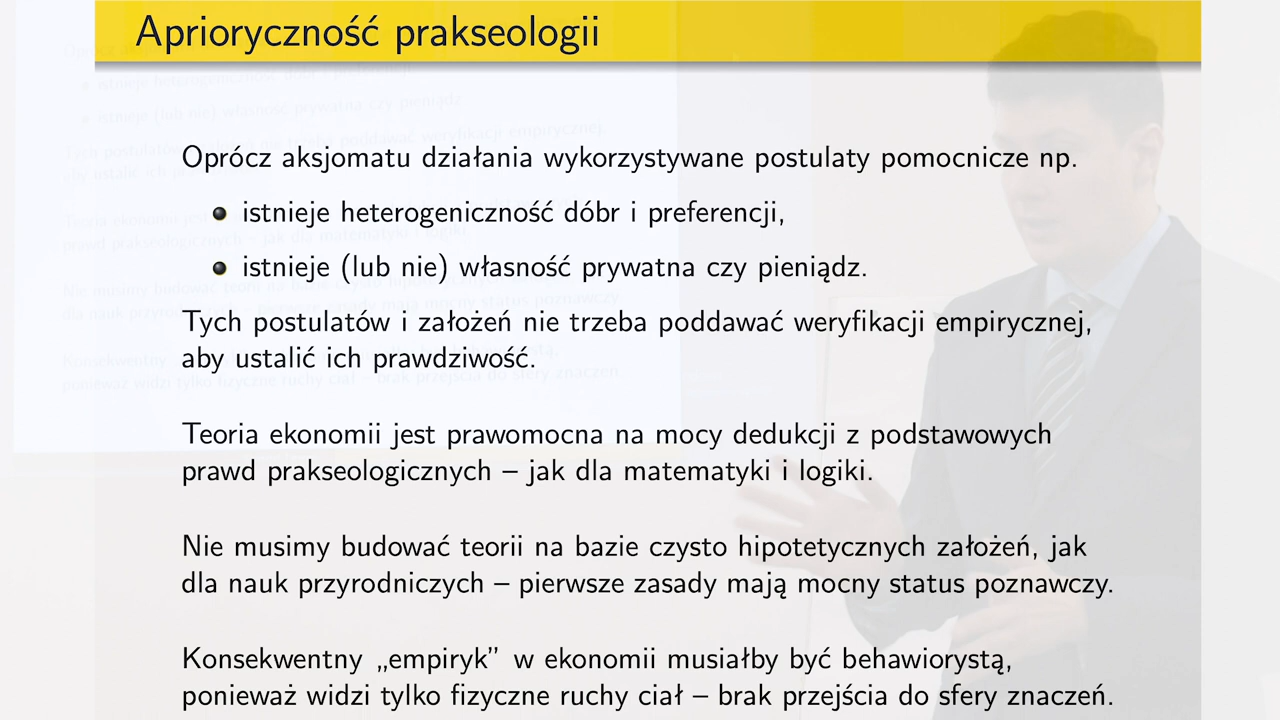 Aprioryczność prakseologii
Oprócz aksjomatu działania wykorzystywane postulaty pomocnicze np.
istnieje heterogeniczność dóbr i preferencji,
istnieje (lub nie) własność prywatna czy pieniądz.
Tych postulatów i założeń nie trzeba poddawać weryfikacji empirycznej,
aby ustalić ich prawdziwość.
Teoria ekonomii jest prawomocna na mocy dedukcji z podstawowych
prawd prakseologicznych – jak dla matematyki i logiki.
Nie musimy budować teorii na bazie czysto hipotetycznych założeń, jak
dla nauk przyrodniczych – pierwsze zasady mają mocny status poznawczy.
Konsekwentny „empiryk” w ekonomii musiałby być behawiorystą,
ponieważ widzi tylko fizyczne ruchy ciał – brak przejścia do sfery znaczeń.